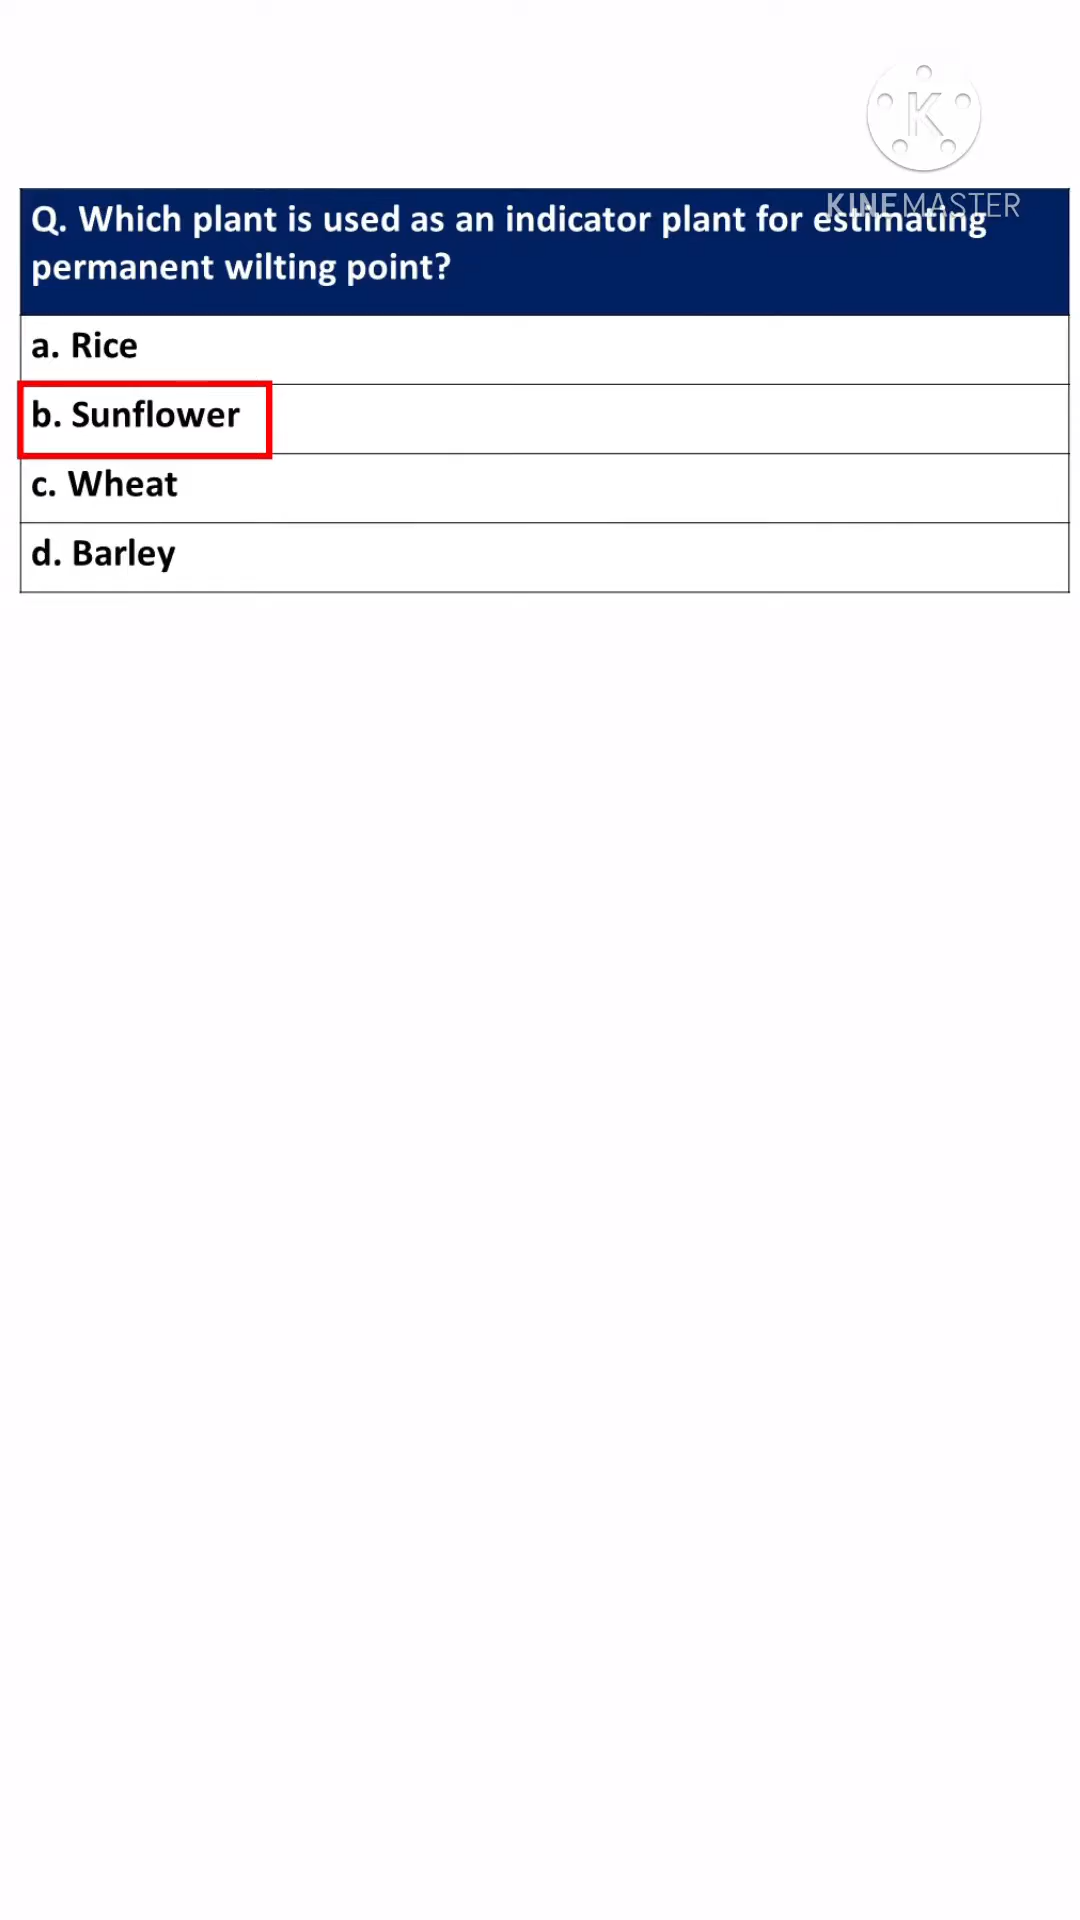 K
KINEMASTER
Q. Which plant is used as an indicator plant for estimating
permanent wilting point?
a. Rice
b. Sunflower
c. Wheat
d. Barley